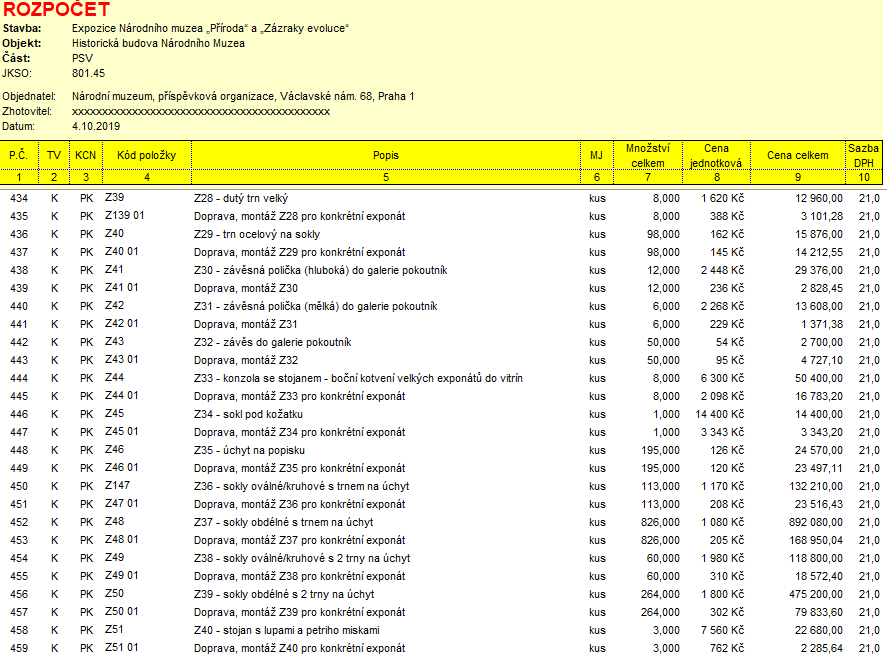 ROZPOČET
Stavba: Expozice Národního muzea „Příroda“ a „Zázraky evoluce“
Objekt: Historická budova Národního Muzea
Část: PSV
JKSO: 801.45
Objednatel: Národní muzeum, příspěvková organizace, Václavské nám. 68, Praha 1
Zhotovitel: xxxxxxxxxxxxxxxxxxxxxxxxxxxxxxxxxxxxxxxxxxx
Datum: 4.10.2019
P.Č. TV KCN Kód položky Popis MJ Množství celkem Cena jednotková Cena celkem Sazba DPH
1 2 3 4 5 6 7 8 9 10
434 K PK Z39 Z28 - dutý trn velký kus 8,000 1 620 Kč 12 960,00 21,0
435 K PK Z139 01 Doprava, montáž Z28 pro konkrétní exponát kus 8,000 388 Kč 3 101,28 21,0
436 K PK Z40 Z29 - trn ocelový na sokly kus 98,000 162 Kč 15 876,00 21,0
437 K PK Z40 01 Doprava, montáž Z29 pro konkrétní exponát kus 98,000 145 Kč 14 212,55 21,0
438 K PK Z41 Z30 - závěsná polička (hluboká) do galerie pokoutník kus 12,000 2 448 Kč 29 376,00 21,0
439 K PK Z41 01 Doprava, montáž Z30 kus 12,000 236 Kč 2 828,45 21,0
440 K PK Z42 Z31 - závěsná polička (mělká) do galerie pokoutník kus 6,000 2 268 Kč 13 608,00 21,0
441 K PK Z42 01 Doprava, montáž Z31 kus 6,000 229 Kč 1 371,38 21,0
442 K PK Z43 Z32 - závěs do galerie pokoutník kus 50,000 54 Kč 2 700,00 21,0
443 K PK Z43 01 Doprava, montáž Z32 kus 50,000 95 Kč 4 727,10 21,0
444 K PK Z44 Z33 - konzola se stojanem - boční kotvení velkých exponátů do vitrín kus 8,000 6 300 Kč 50 400,00 21,0
445 K PK Z44 01 Doprava, montáž Z33 pro konkrétní exponát kus 8,000 2 098 Kč 16 783,20 21,0
446 K PK Z45 Z34 - sokl pod kožatku kus 1,000 14 400 Kč 14 400,00 21,0
447 K PK Z45 01 Doprava, montáž Z34 pro konkrétní exponát kus 1,000 3 343 Kč 3 343,20 21,0
448 K PK Z46 Z35 - úchyt na popisku kus 195,000 126 Kč 24 570,00 21,0
449 K PK Z46 01 Doprava, montáž Z35 pro konkrétní exponát kus 195,000 120 Kč 23 497,11 21,0
450 K PK Z147 Z36 - sokly oválné/kruhové s trnem na úchyt kus 113,000 1 170 Kč 132 210,00 21,0
451 K PK Z47 01 Doprava, montáž Z36 pro konkrétní exponát kus 113,000 208 Kč 23 516,43 21,0
452 K PK Z48 Z37 - sokly obdélné s trnem na úchyt kus 826,000 1 080 Kč 892 080,00 21,0
453 K PK Z48 01 Doprava, montáž Z37 pro konkrétní exponát kus 826,000 205 Kč 168 950,04 21,0
454 K PK Z49 Z38 - sokly oválné/kruhové s 2 trny na úchyt kus 60,000 1 980 Kč 118 800,00 21,0
455 K PK Z49 01 Doprava, montáž Z38 pro konkrétní exponát kus 60,000 310 Kč 18 572,40 21,0
456 K PK Z50 Z39 - sokly obdélné s 2 trny na úchyt kus 264,000 1 800 Kč 475 200,00 21,0
457 K PK Z50 01 Doprava, montáž Z39 pro konkrétní exponát kus 264,000 302 Kč 79 833,60 21,0
458 K PK Z51 Z40 - stojan s lupami a petriho miskami kus 3,000 7 560 Kč 22 680,00 21,0
459 K PK Z51 01 Doprava, montáž Z40 pro konkrétní exponát kus 3,000 762 Kč 2 285,64 21,0